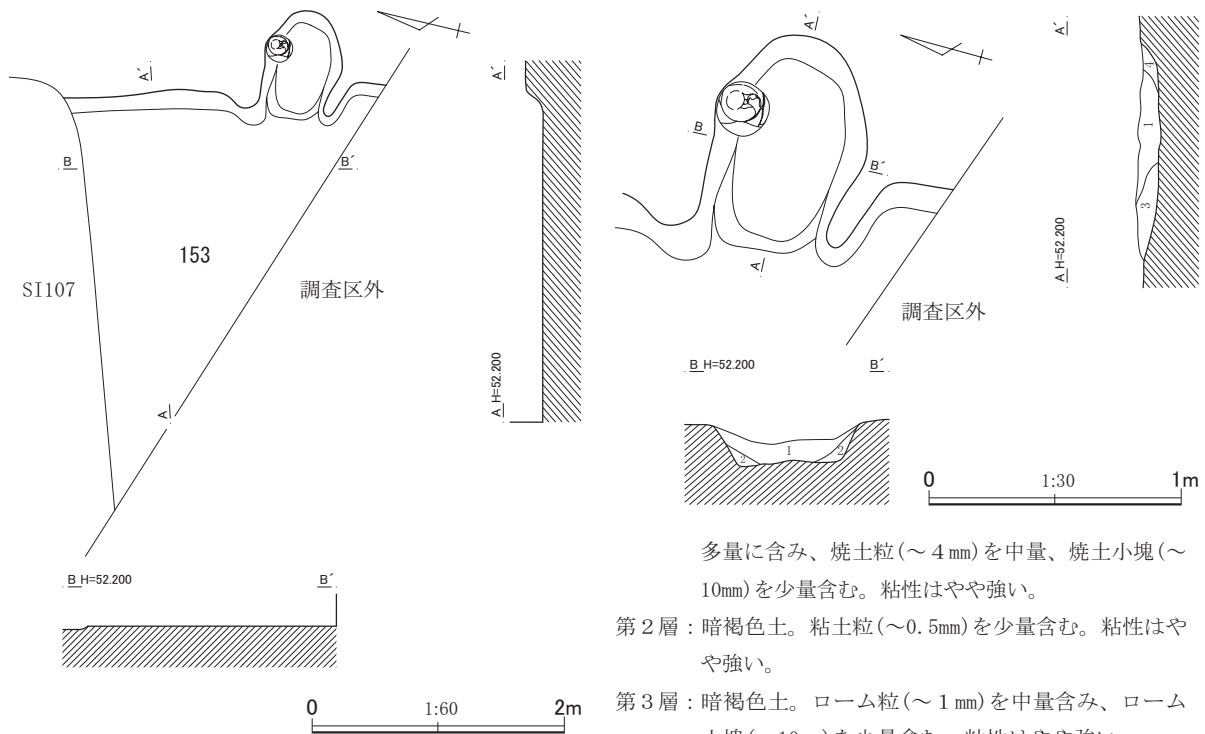 A´
A´
B
B´
153
SI107
調査区外
A
A´
A H=52.200
B H=52.200
B´
0 1:60 2m
A´
B
B´
A
調査区外
A´
4
1
3
A H=52.200
B H=52.200
B´
2 1 2
0 1:30 1m
多量に含み、焼土粒(～4㎜)を中量、焼土小塊(～
10㎜)を少量含む。粘性はやや強い。
第2層：暗褐色土。粘土粒(～0.5㎜)を少量含む。粘性はや
や強い。
第3層：暗褐色土。ローム粒(～1㎜)を中量含み、ローム